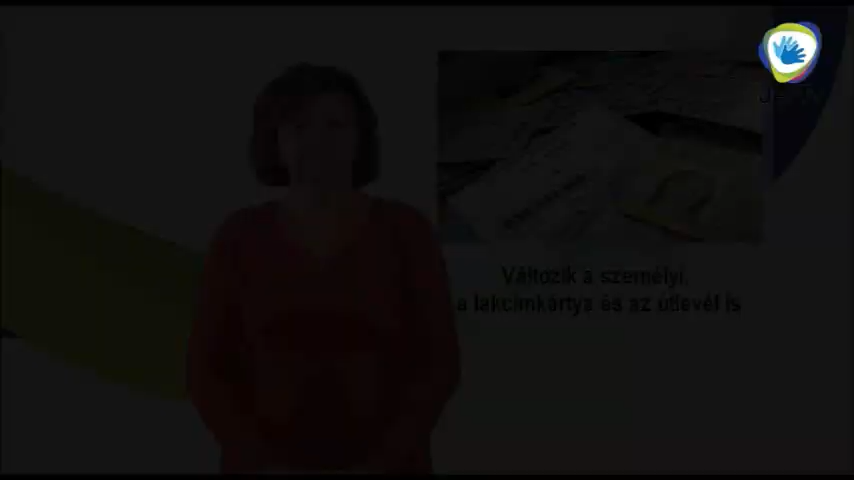 Változik a személyi,
a lakcímkártya és az útlevél is